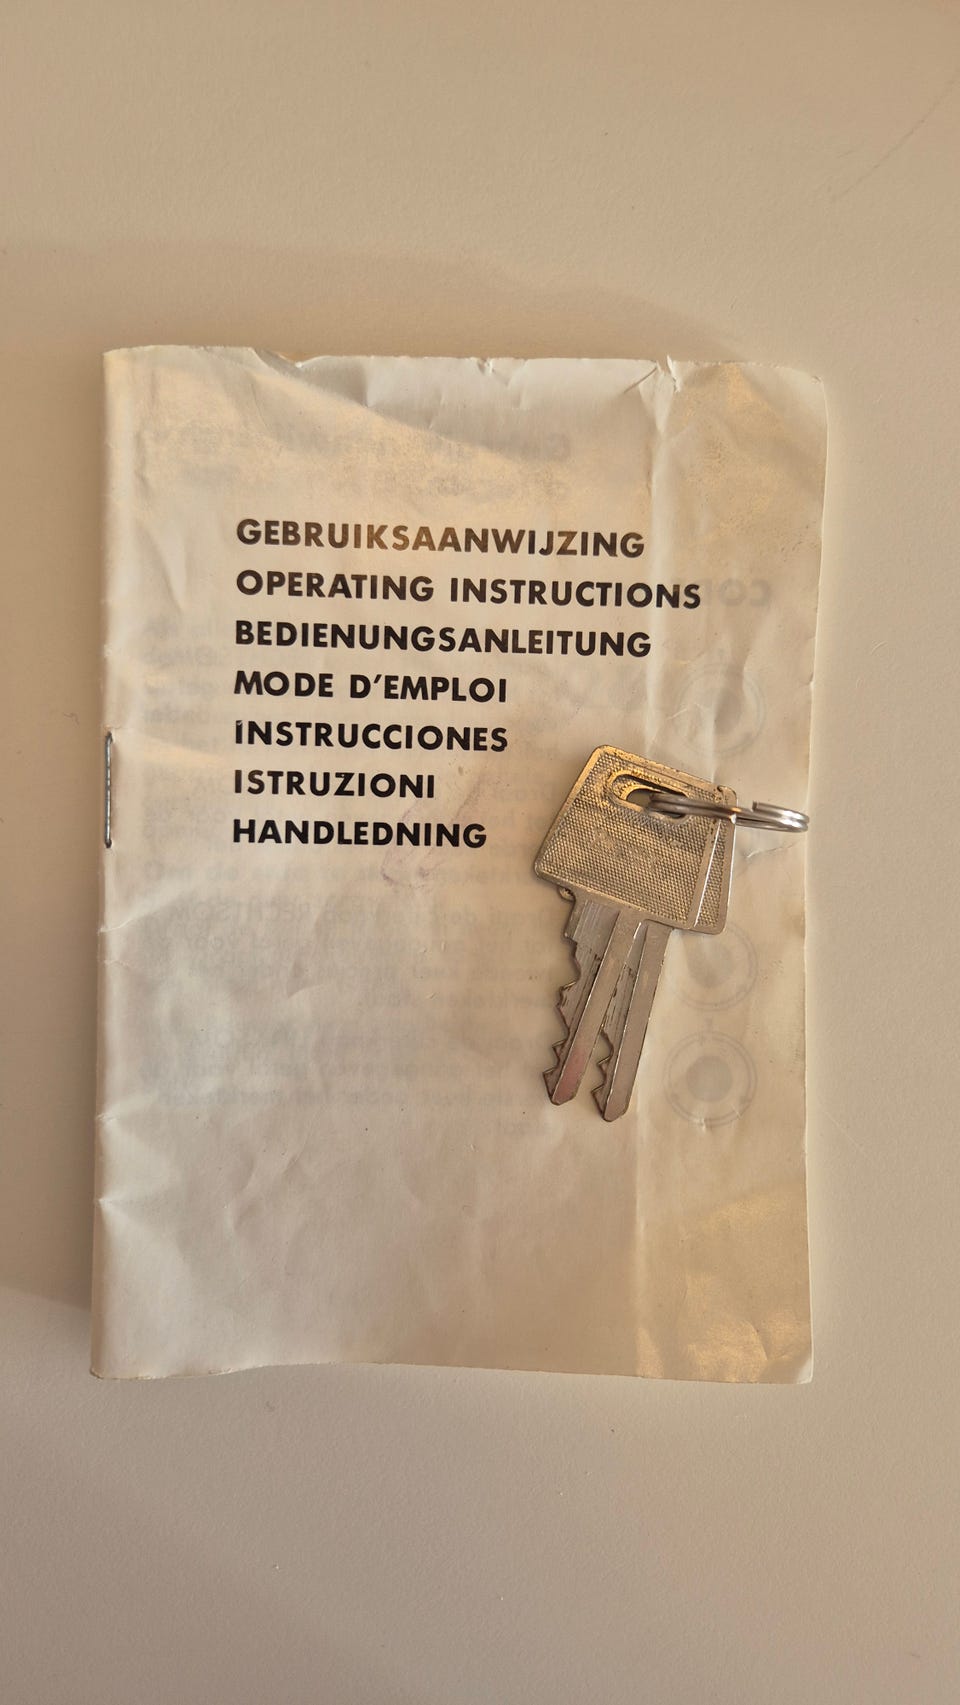 GEBRUIKSAANWIJZING
OPERATING INSTRUCTIONS
BEDIENUNGSANLEITUNG
MODE D'EMPLOI
INSTRUCCIONES
ISTRUZIONI
HANDLEDNING